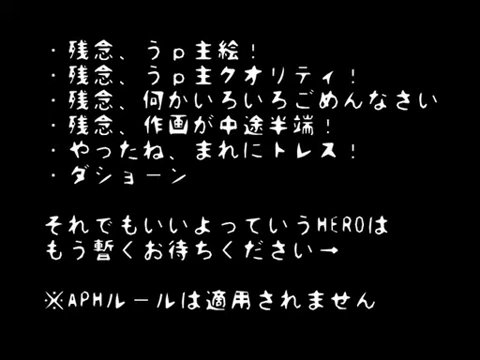 ・残念、うｐ主絵！
・残念、うｐ主クオリティ！
・残念、何かいろいろごめんなさい
・残念、作画が中途半端！
・やったね、まれにトレス！
・ダショーン
それでもいいよっていうHEROは
もう暫くお待ちください→
※APHルールは適用されません